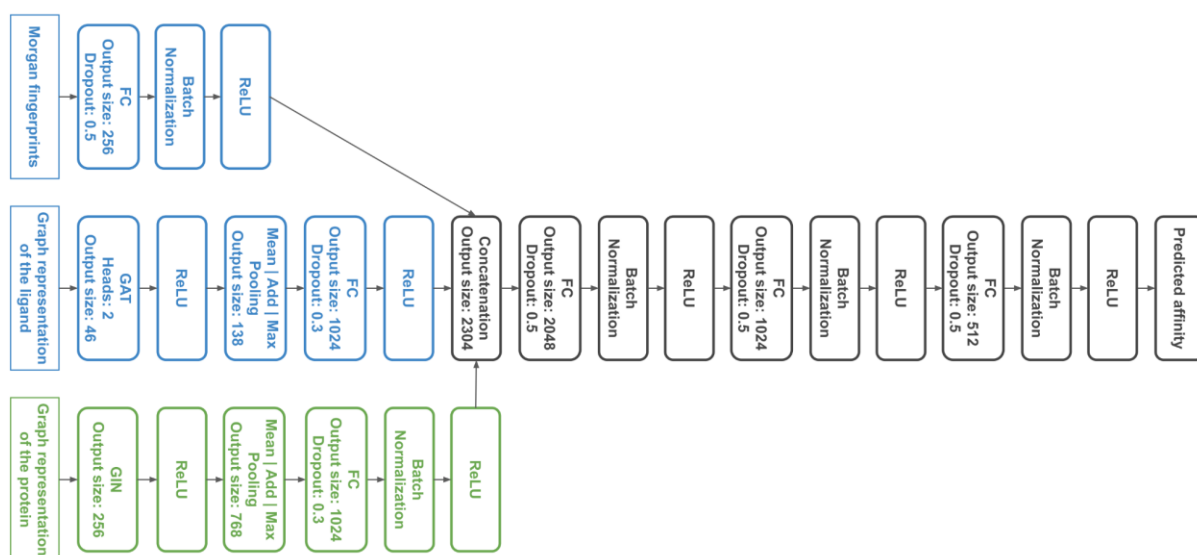 Morgan fingerprints
FC
Output size: 256
Dropout: 0.5
Batch
Normalization
ReLU
Graph representation
of the ligand
GAT
Heads: 2
Output size: 46
ReLU
Mean | Add | Max
Pooling
Output size: 138
FC
Output size: 1024
Dropout: 0.3
ReLU
Graph representation
of the protein
GIN
Output size: 256
ReLU
Mean | Add | Max
Pooling
Output size: 768
FC
Output size: 1024
Dropout: 0.3
Batch
Normalization
ReLU
Concatenation
Output size: 2304
FC
Output size: 2048
Dropout: 0.5
Batch
Normalization
ReLU
FC
Output size: 1024
Dropout: 0.5
Batch
Normalization
ReLU
FC
Output size: 512
Dropout: 0.5
Batch
Normalization
ReLU
Predicted affinity